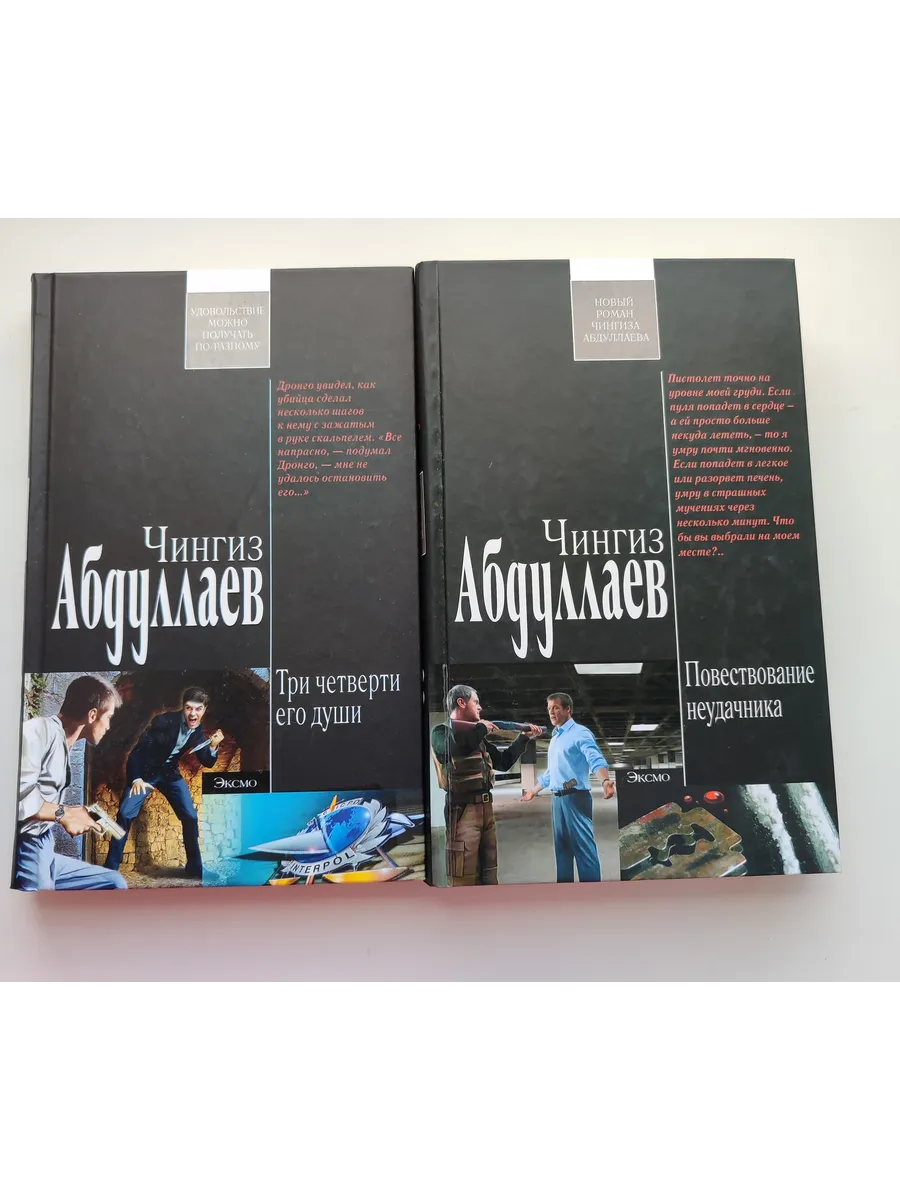 УДОВОЛЬСТВИЕ
МОЖНО
ПОЛУЧАТЬ
ПО-РАЗНОМУ
Дронго увидел, как
убийца сделал
несколько шагов
к нему с зажатым
в руке скальпелем. «Все
напрасно, — подумал
Дронго, — мне не
удалось остановить
его...»
Чингиз
Абдуллаев
Три четверти
его души
Эксмо
INTERPOL
НОВЫЙ
РОМАН
ЧИНГИЗА
АБДУЛЛАЕВА
Пистолет точно на
уровне моей груди. Если
пуля попадет в сердце –
а ей просто больше
некуда лететь, – то я
умру почти мгновенно.
Если попадет в легкое
или разорвет печень,
умру в страшных
мучениях через
несколько минут. Что
бы вы выбрали на моем
месте?..
Чингиз
Абдуллаев
Повествование
неудачника
Эксмо